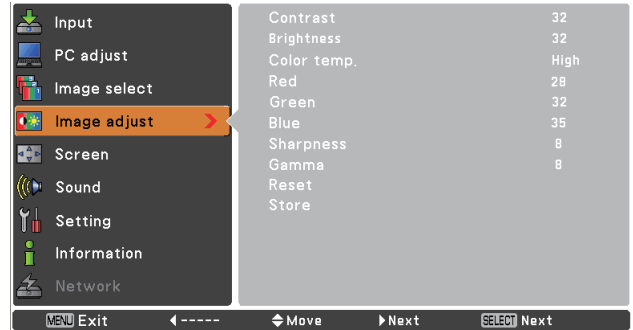 Input
PC adjust
Image select
Image adjust
Screen
Sound
Setting
Information
Network
Contrast 32
Brightness 32
Color temp. High
Red 28
Green 32
Blue 35
Sharpness 8
Gamma 8
Reset
Store
MENU Exit ----- Move Next SELECT Next